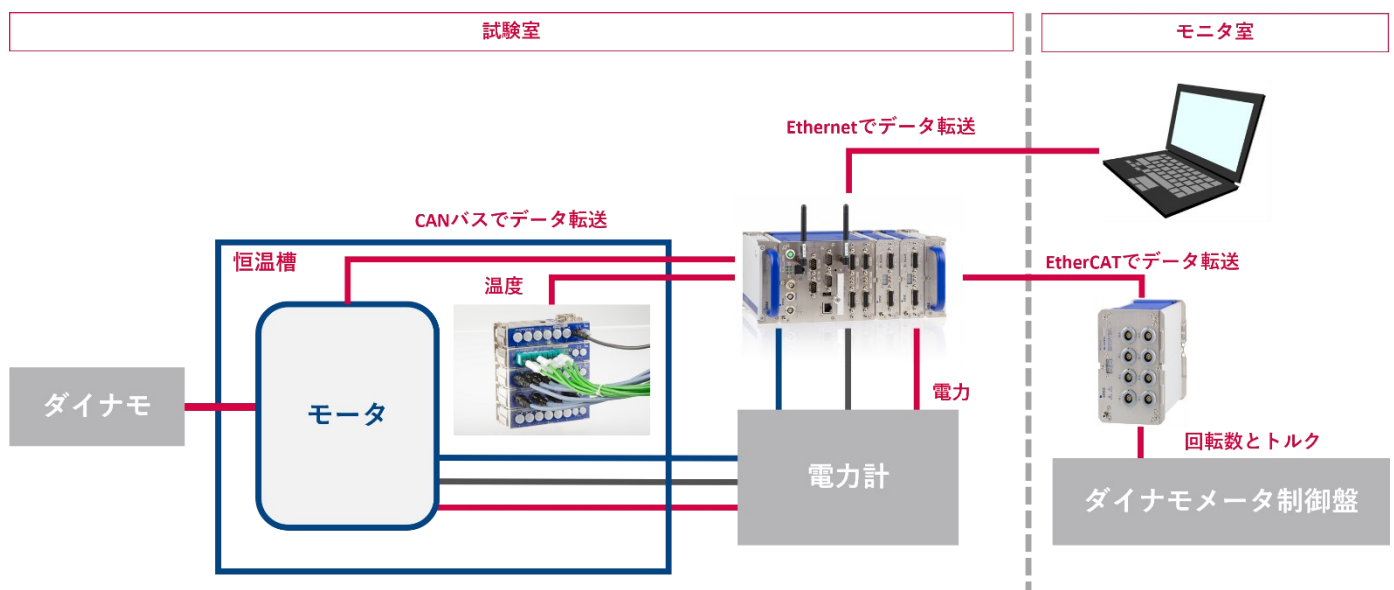 試験室
モニタ室
Ethernetでデータ転送
CANバスでデータ転送
恒温槽
温度
EtherCATでデータ転送
ダイナモ
モータ
電力
電力計
回転数とトルク
ダイナモメータ制御盤